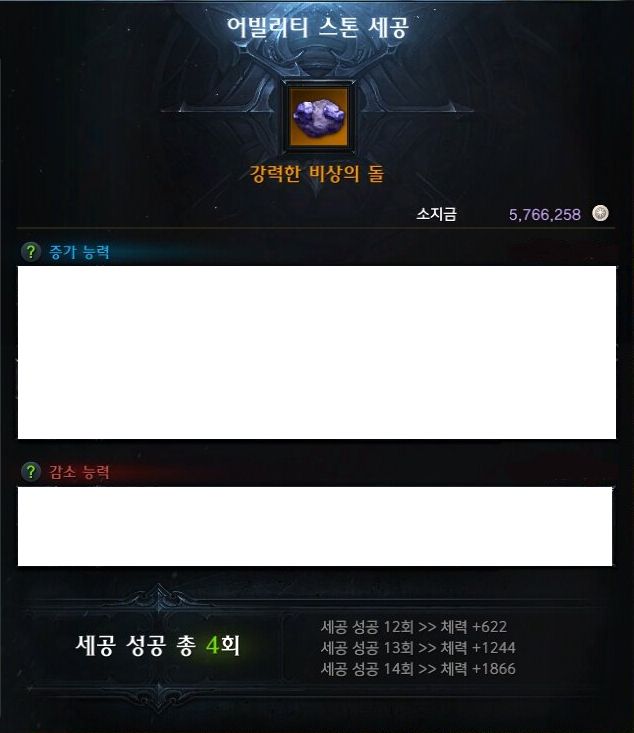 어빌리티 스톤 세공
강력한 비상의 돌
소지금 5,766,258
? 증가 능력
? 감소 능력
세공 성공 총 4회
세공 성공 12회 >> 체력 +622
세공 성공 13회 >> 체력 +1244
세공 성공 14회 >> 체력 +1866